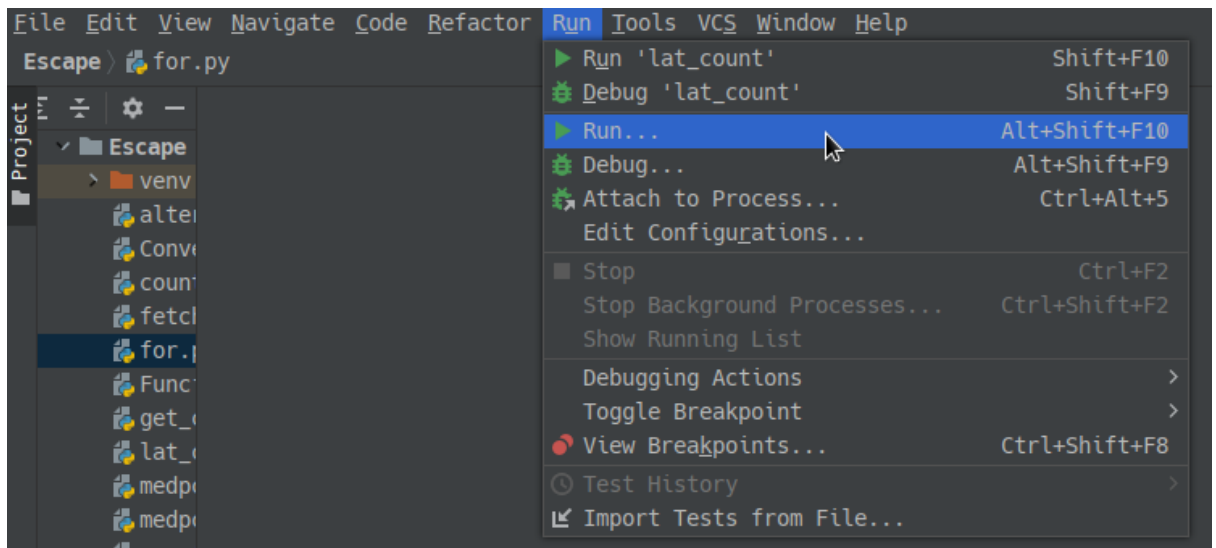 File Edit View Navigate Code Refactor Run Tools VCS Window Help
Escape for.py
Project
Escape
venv
Run 'lat_count' Shift+F10
Debug 'lat_count' Shift+F9
Run... Alt+Shift+F10
Debug... Alt+Shift+F9
Attach to Process... Ctrl+Alt+5
Edit Configurations...
Stop Ctrl+F2
Stop Background Processes... Ctrl+Shift+F2
Show Running List
Debugging Actions
Toggle Breakpoint
View Breakpoints... Ctrl+Shift+F8
Test History
Import Tests from File...